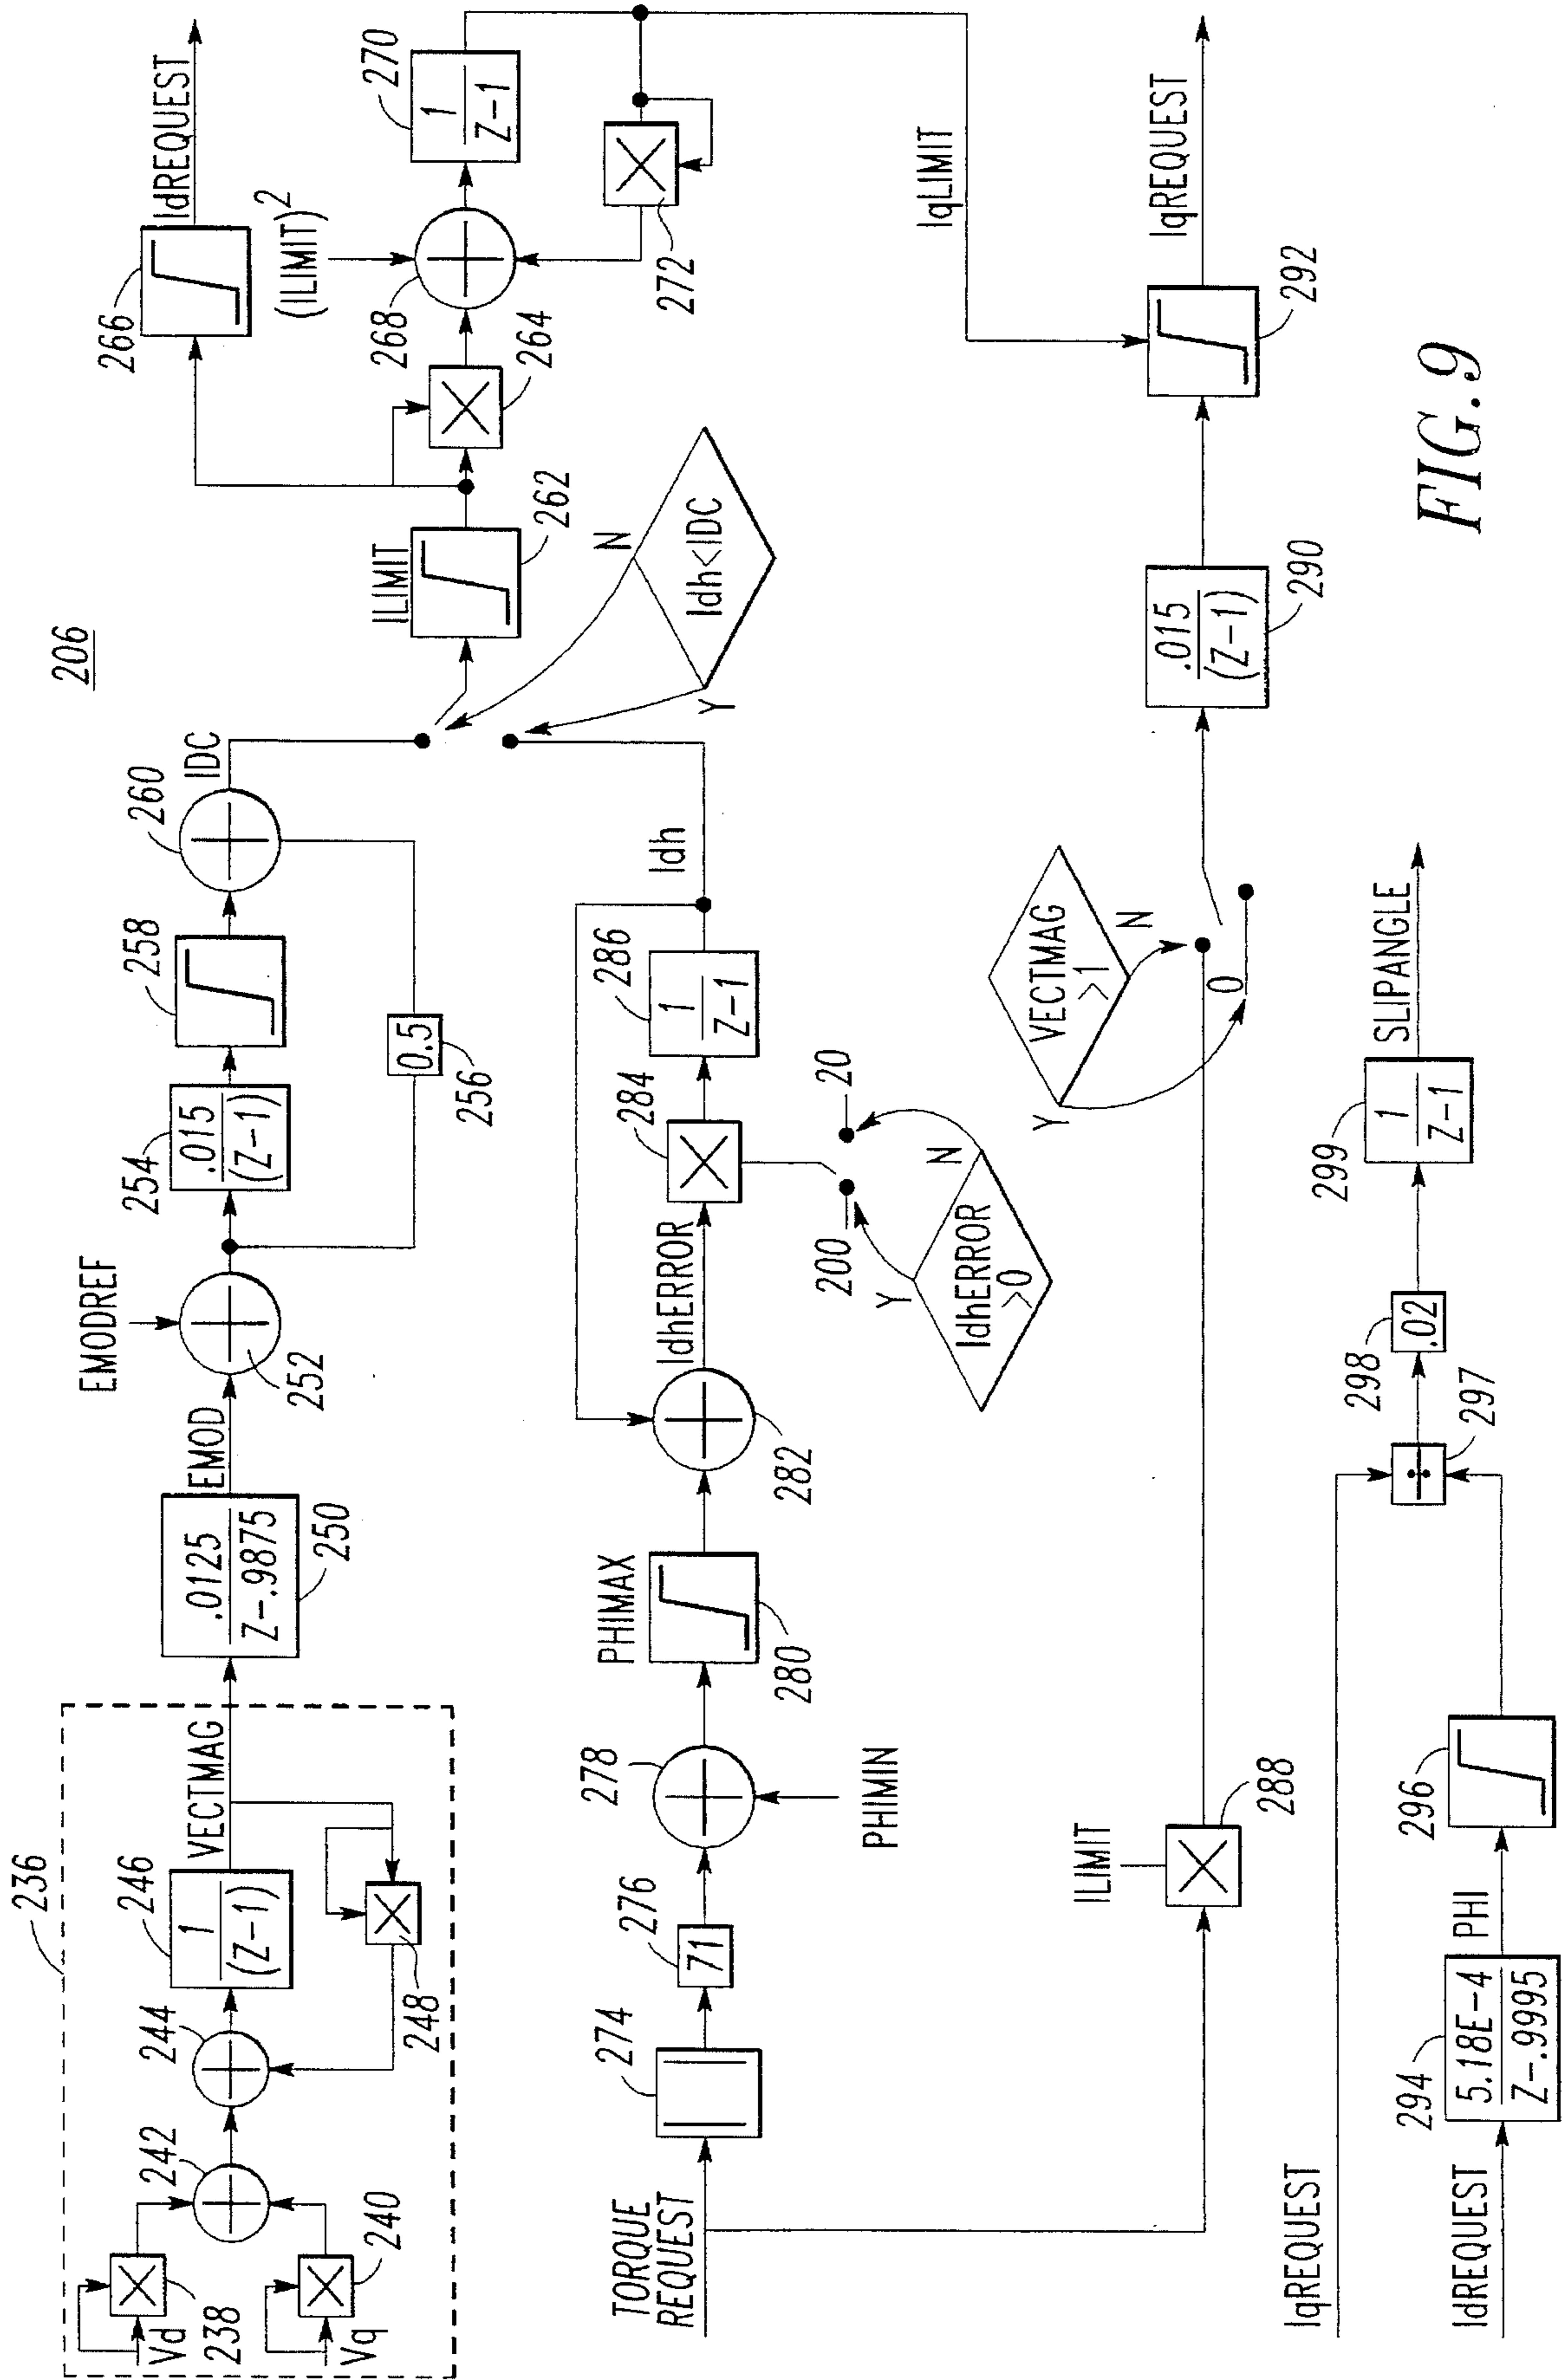 206
236
Vd
238
Vq
240
242
244
246
1
(Z-1)
248
VECTMAG
.0125
Z-.9875
250
EMOD
EMODREF
252
254
.015
(Z-1)
0.5
256
258
260
IDC
ILIMIT
262
264
266
IdREQUEST
(ILIMIT)2
268
270
1
Z-1
272
IqLIMIT
N
Idh<IDC
Y
TORQUE
REQUEST
274
276
71
278
PHIMIN
PHIMAX
280
282
IdhERROR
284
200
20
Y
N
IdhERROR
>0
286
1
Z-1
Idh
ILIMIT
288
VECTMAG
>1
Y
N
0
.015
(Z-1)
290
292
IqREQUEST
IqREQUEST
IdREQUEST
294
5.18E-4
Z-.9995
PHI
296
297
298
.02
299
1
Z-1
SLIPANGLE
FIG.9